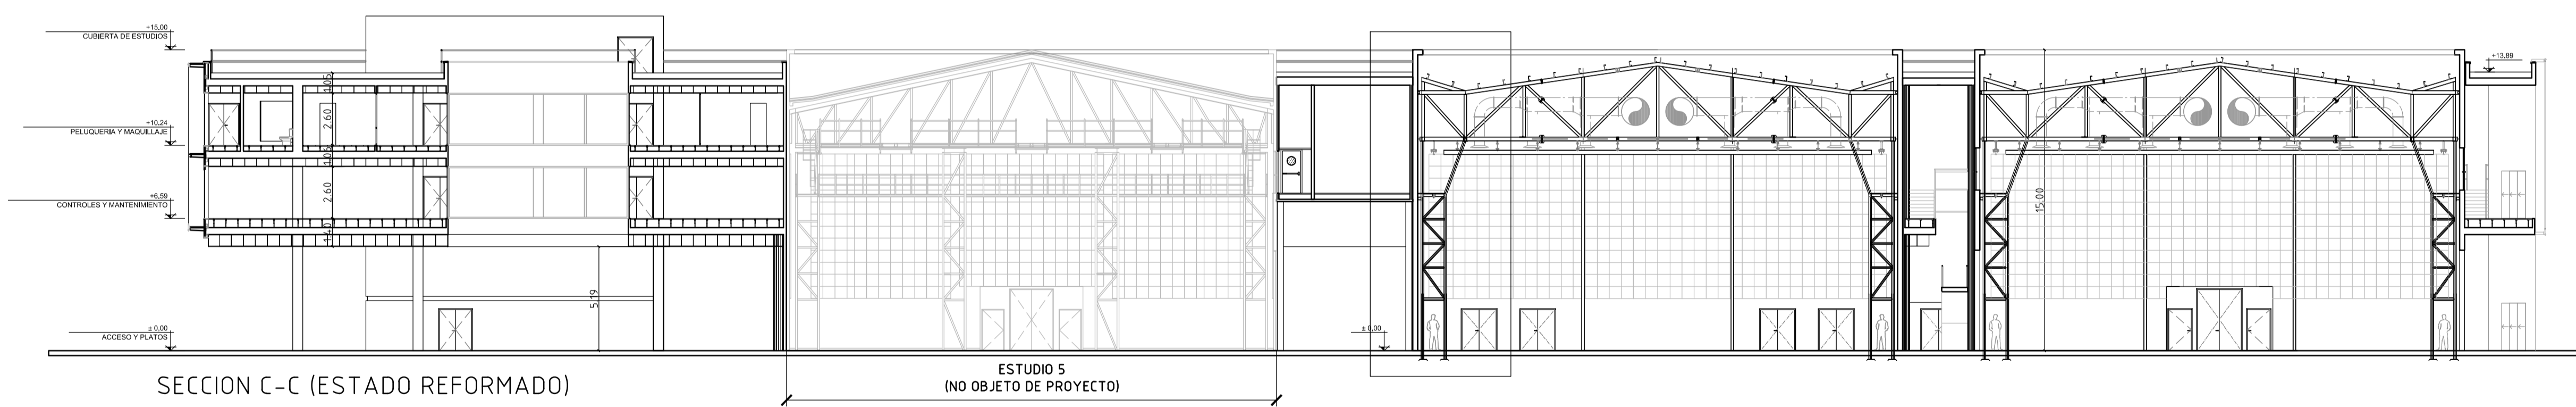 +15,00
CUBIERTA DE ESTUDIOS
+13,89
1.05
2.60
+10,24
PELUQUERIA Y MAQUILLAJE
1.05
2.60
+6,59
CONTROLES Y MANTENIMIENTO
15.00
1.40
5.19
± 0,00
ACCESO Y PLATOS
± 0,00
ESTUDIO 5
(NO OBJETO DE PROYECTO)
SECCION C-C (ESTADO REFORMADO)